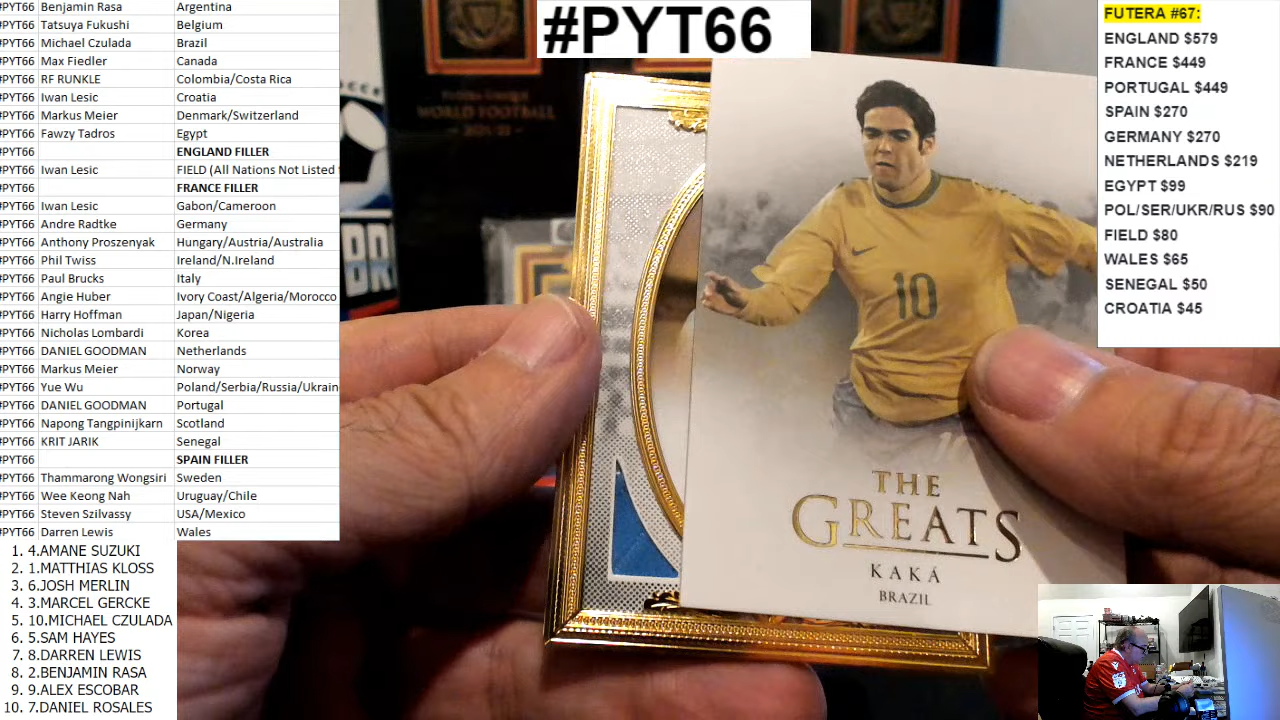 #PYT66 Benjamin Rasa Argentina
#PYT66 Tatsuya Fukushi Belgium
#PYT66 Michael Czulada Brazil
#PYT66 Max Fiedler Canada
#PYT66 RF RUNKLE Colombia/Costa Rica
#PYT66 Iwan Lesic Croatia
#PYT66 Markus Meier Denmark/Switzerland
#PYT66 Fawzy Tadros Egypt
#PYT66 ENGLAND FILLER
#PYT66 Iwan Lesic FIELD (All Nations Not Listed
#PYT66 FRANCE FILLER
#PYT66 Iwan Lesic Gabon/Cameroon
#PYT66 Andre Radtke Germany
#PYT66 Anthony Proszenyak Hungary/Austria/Australia
#PYT66 Phil Twiss Ireland/N.Ireland
#PYT66 Paul Brucks Italy
#PYT66 Angie Huber Ivory Coast/Algeria/Morocco
#PYT66 Harry Hoffman Japan/Nigeria
#PYT66 Nicholas Lombardi Korea
#PYT66 DANIEL GOODMAN Netherlands
#PYT66 Markus Meier Norway
#PYT66 Yue Wu Poland/Serbia/Russia/Ukrain
#PYT66 DANIEL GOODMAN Portugal
#PYT66 Napong Tangpinijkarn Scotland
#PYT66 KRIT JARIK Senegal
#PYT66 SPAIN FILLER
#PYT66 Thammarong Wongsiri Sweden
#PYT66 Wee Keong Nah Uruguay/Chile
#PYT66 Steven Szilvassy USA/Mexico
#PYT66 Darren Lewis Wales
1. 4.AMANE SUZUKI
2. 1.MATTHIAS KLOSS
3. 6.JOSH MERLIN
4. 3.MARCEL GERCKE
5. 10.MICHAEL CZULADA
6. 5.SAM HAYES
7. 8.DARREN LEWIS
8. 2.BENJAMIN RASA
9. 9.ALEX ESCOBAR
10. 7.DANIEL ROSALES
#PYT66
WORLD FOOTBALL
10
THE
GREATS
KAKÁ
BRAZIL
FUTERA #67:
ENGLAND $579
FRANCE $449
PORTUGAL $449
SPAIN $270
GERMANY $270
NETHERLANDS $219
EGYPT $99
POL/SER/UKR/RUS $90
FIELD $80
WALES $65
SENEGAL $50
CROATIA $45